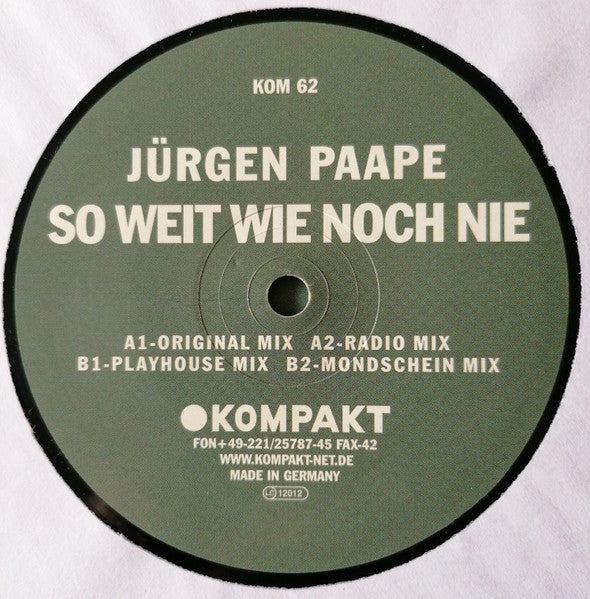 KOM 62
JÜRGEN PAAPE
SO WEIT WIE NOCH NIE
A1-ORIGINAL MIX A2-RADIO MIX
B1-PLAYHOUSE MIX B2-MONDSCHEIN MIX
KOMPAKT
FON+49-221/25787-45 FAX-42
WWW.KOMPAKT-NET.DE
MADE IN GERMANY
LC 12012